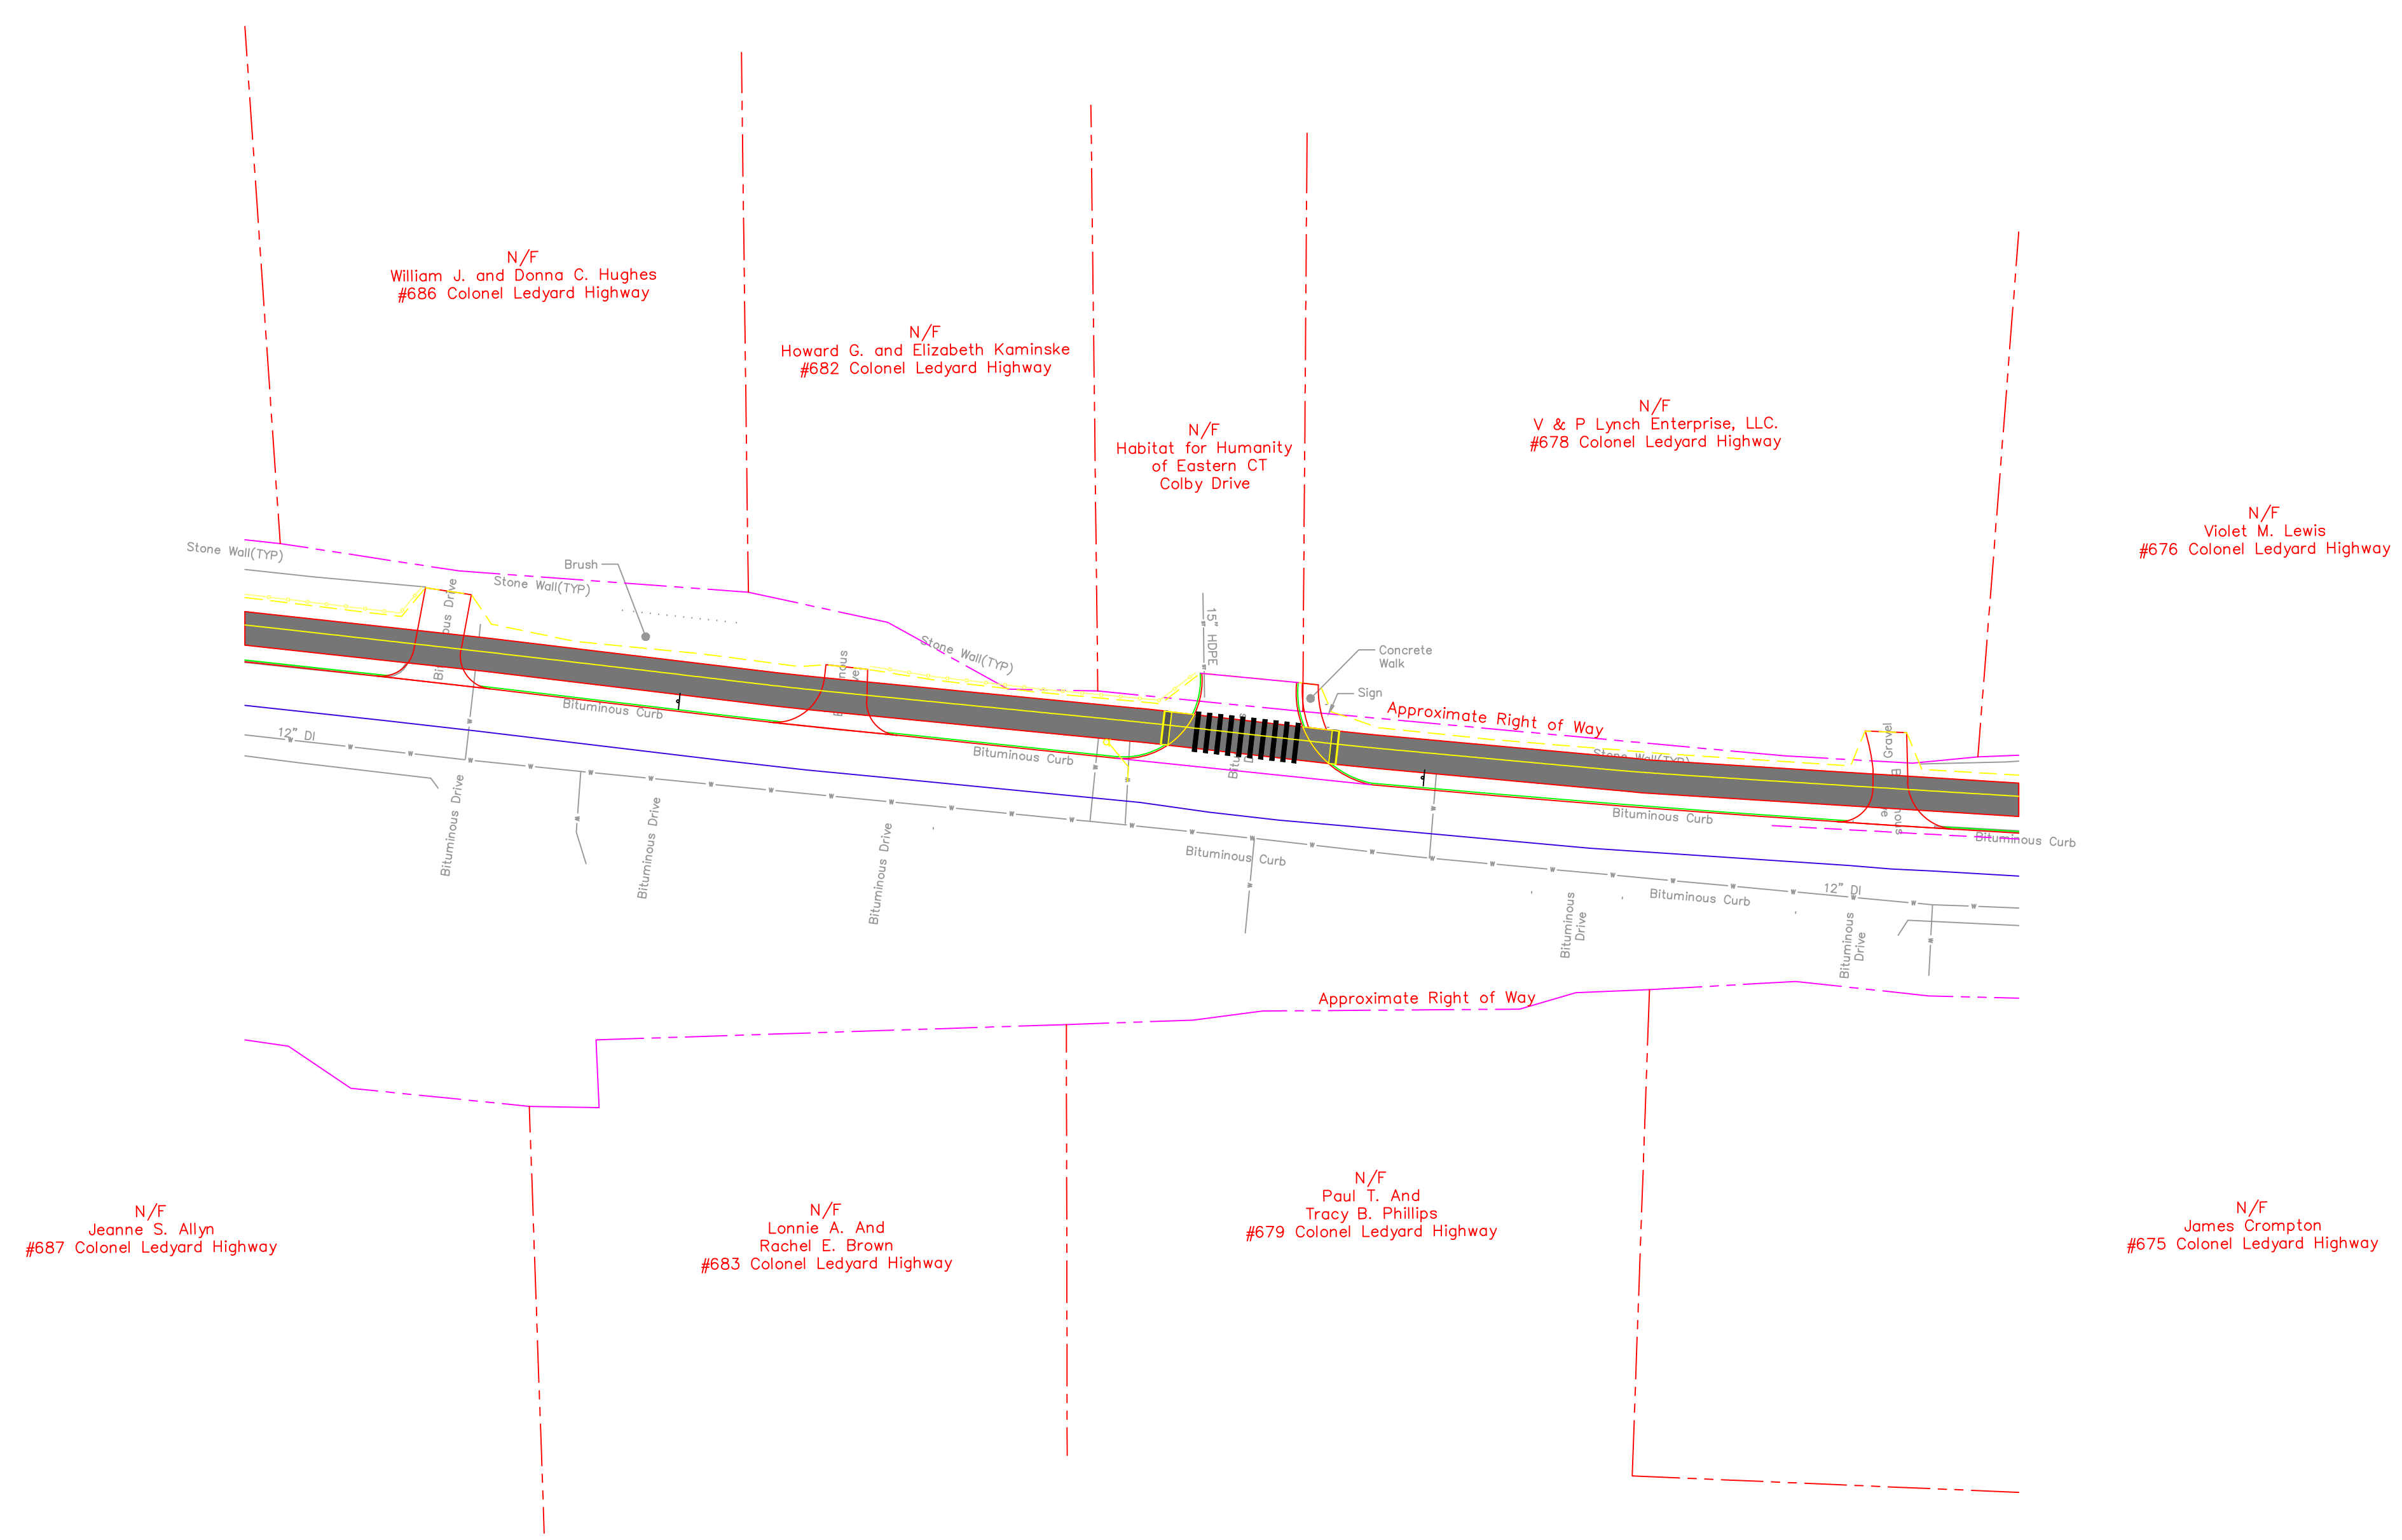 N/F
William J. and Donna C. Hughes
#686 Colonel Ledyard Highway
N/F
Howard G. and Elizabeth Kaminske
#682 Colonel Ledyard Highway
N/F
Habitat for Humanity
of Eastern CT
Colby Drive
N/F
V & P Lynch Enterprise, LLC.
#678 Colonel Ledyard Highway
N/F
Violet M. Lewis
#676 Colonel Ledyard Highway
Stone Wall(TYP)
Brush
Stone Wall(TYP)
Stone Wall(TYP)
15" HDPE
Concrete
Walk
Sign
Approximate Right of Way
Stone Wall(TYP)
Gravel
Bituminous Curb
Bituminous Curb
Bituminous Curb
Bituminous Curb
12" DI
Bituminous Drive
Bituminous Drive
Bituminous Drive
Bituminous Curb
Bituminous Curb
12" DI
Bituminous
Drive
Bituminous
Drive
Approximate Right of Way
N/F
Jeanne S. Allyn
#687 Colonel Ledyard Highway
N/F
Lonnie A. And
Rachel E. Brown
#683 Colonel Ledyard Highway
N/F
Paul T. And
Tracy B. Phillips
#679 Colonel Ledyard Highway
N/F
James Crompton
#675 Colonel Ledyard Highway